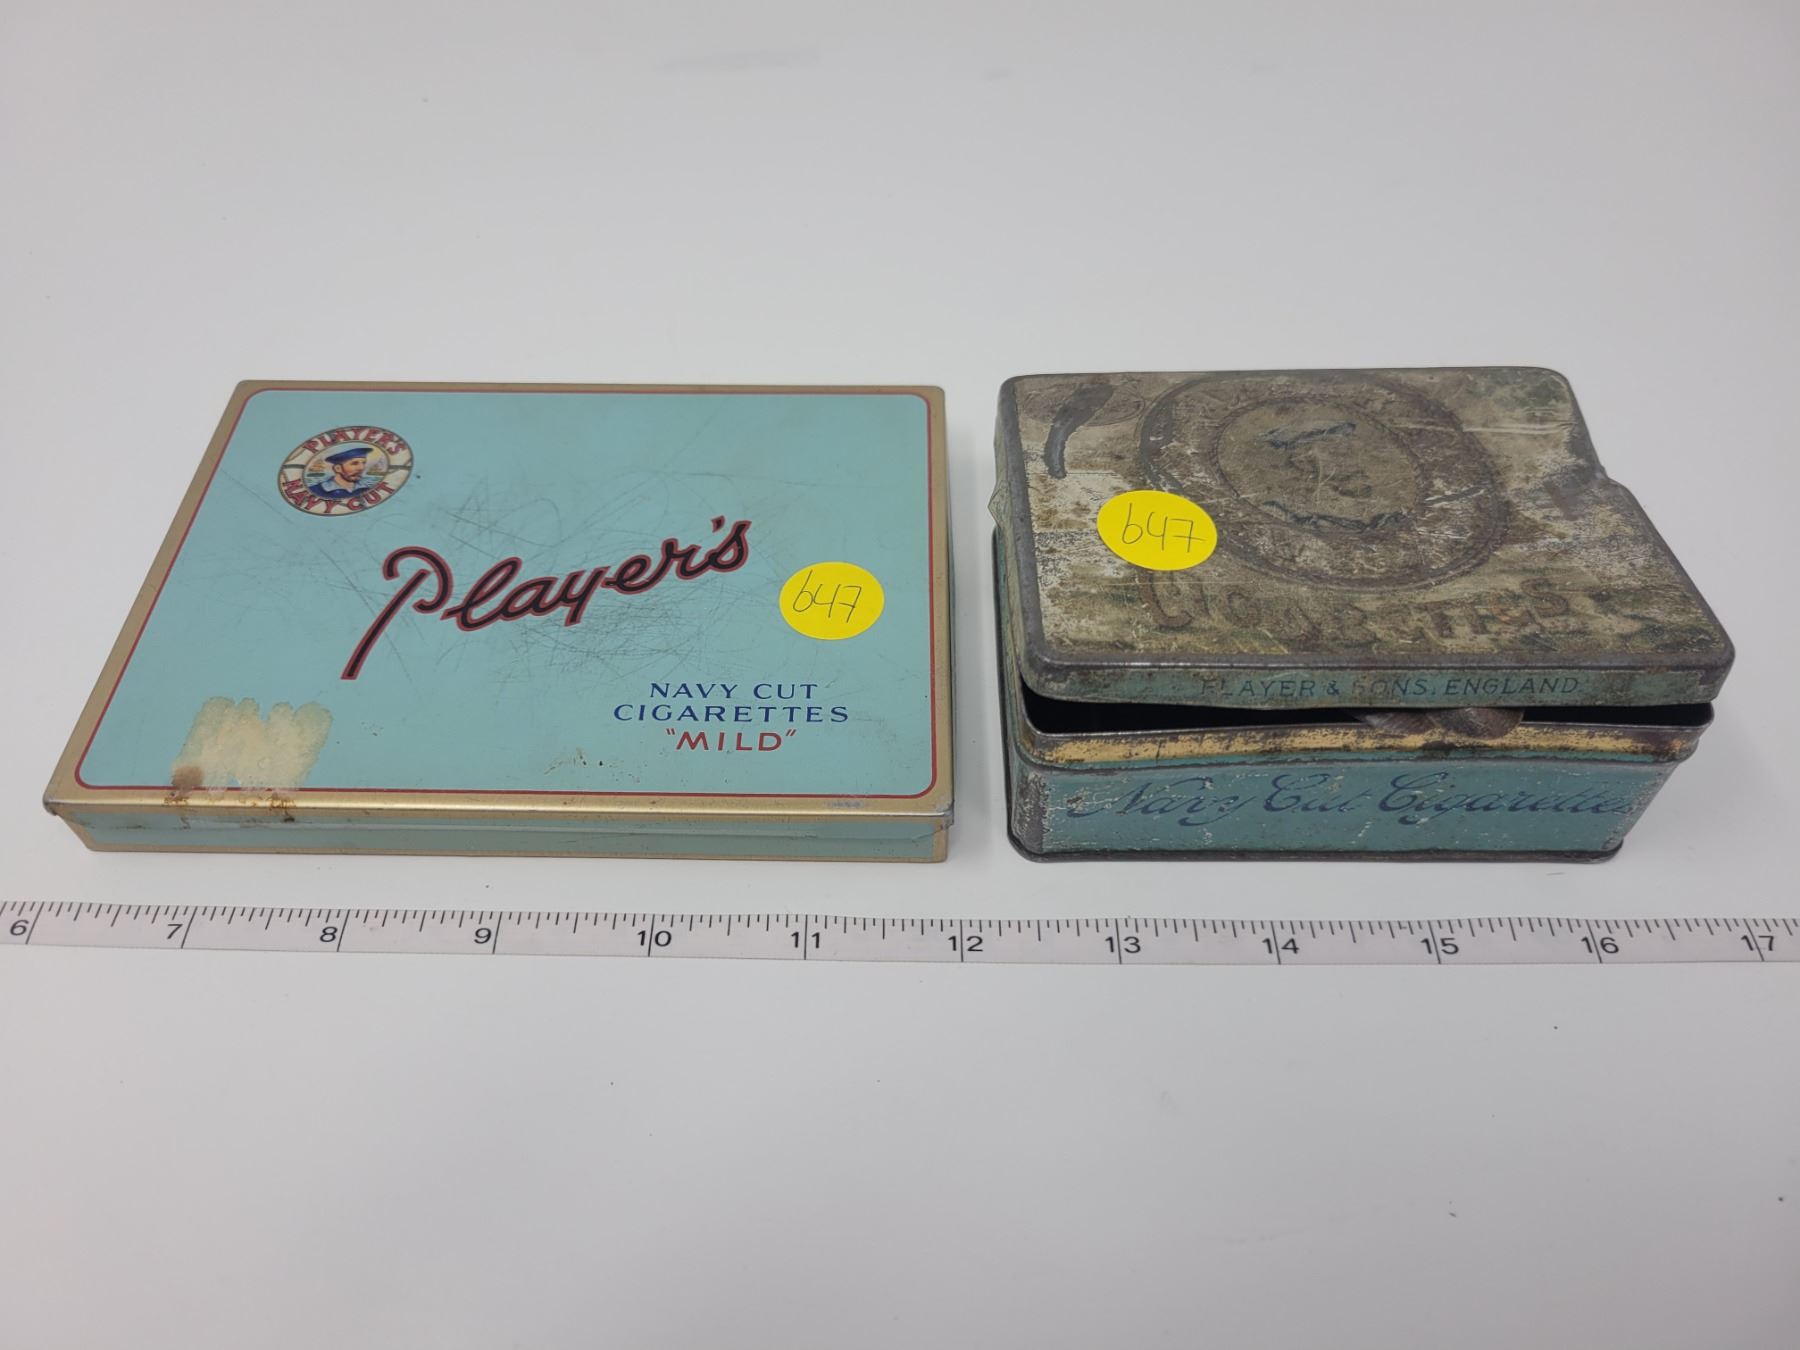 PLAYER'S
NAVY CUT
Player's
647
NAVY CUT
CIGARETTES
"MILD"
647
CIGARETTES
PLAYER & SONS, ENGLAND
Navy Cut Cigarettes
6 7 8 9 10 11 12 13 14 15 16 17